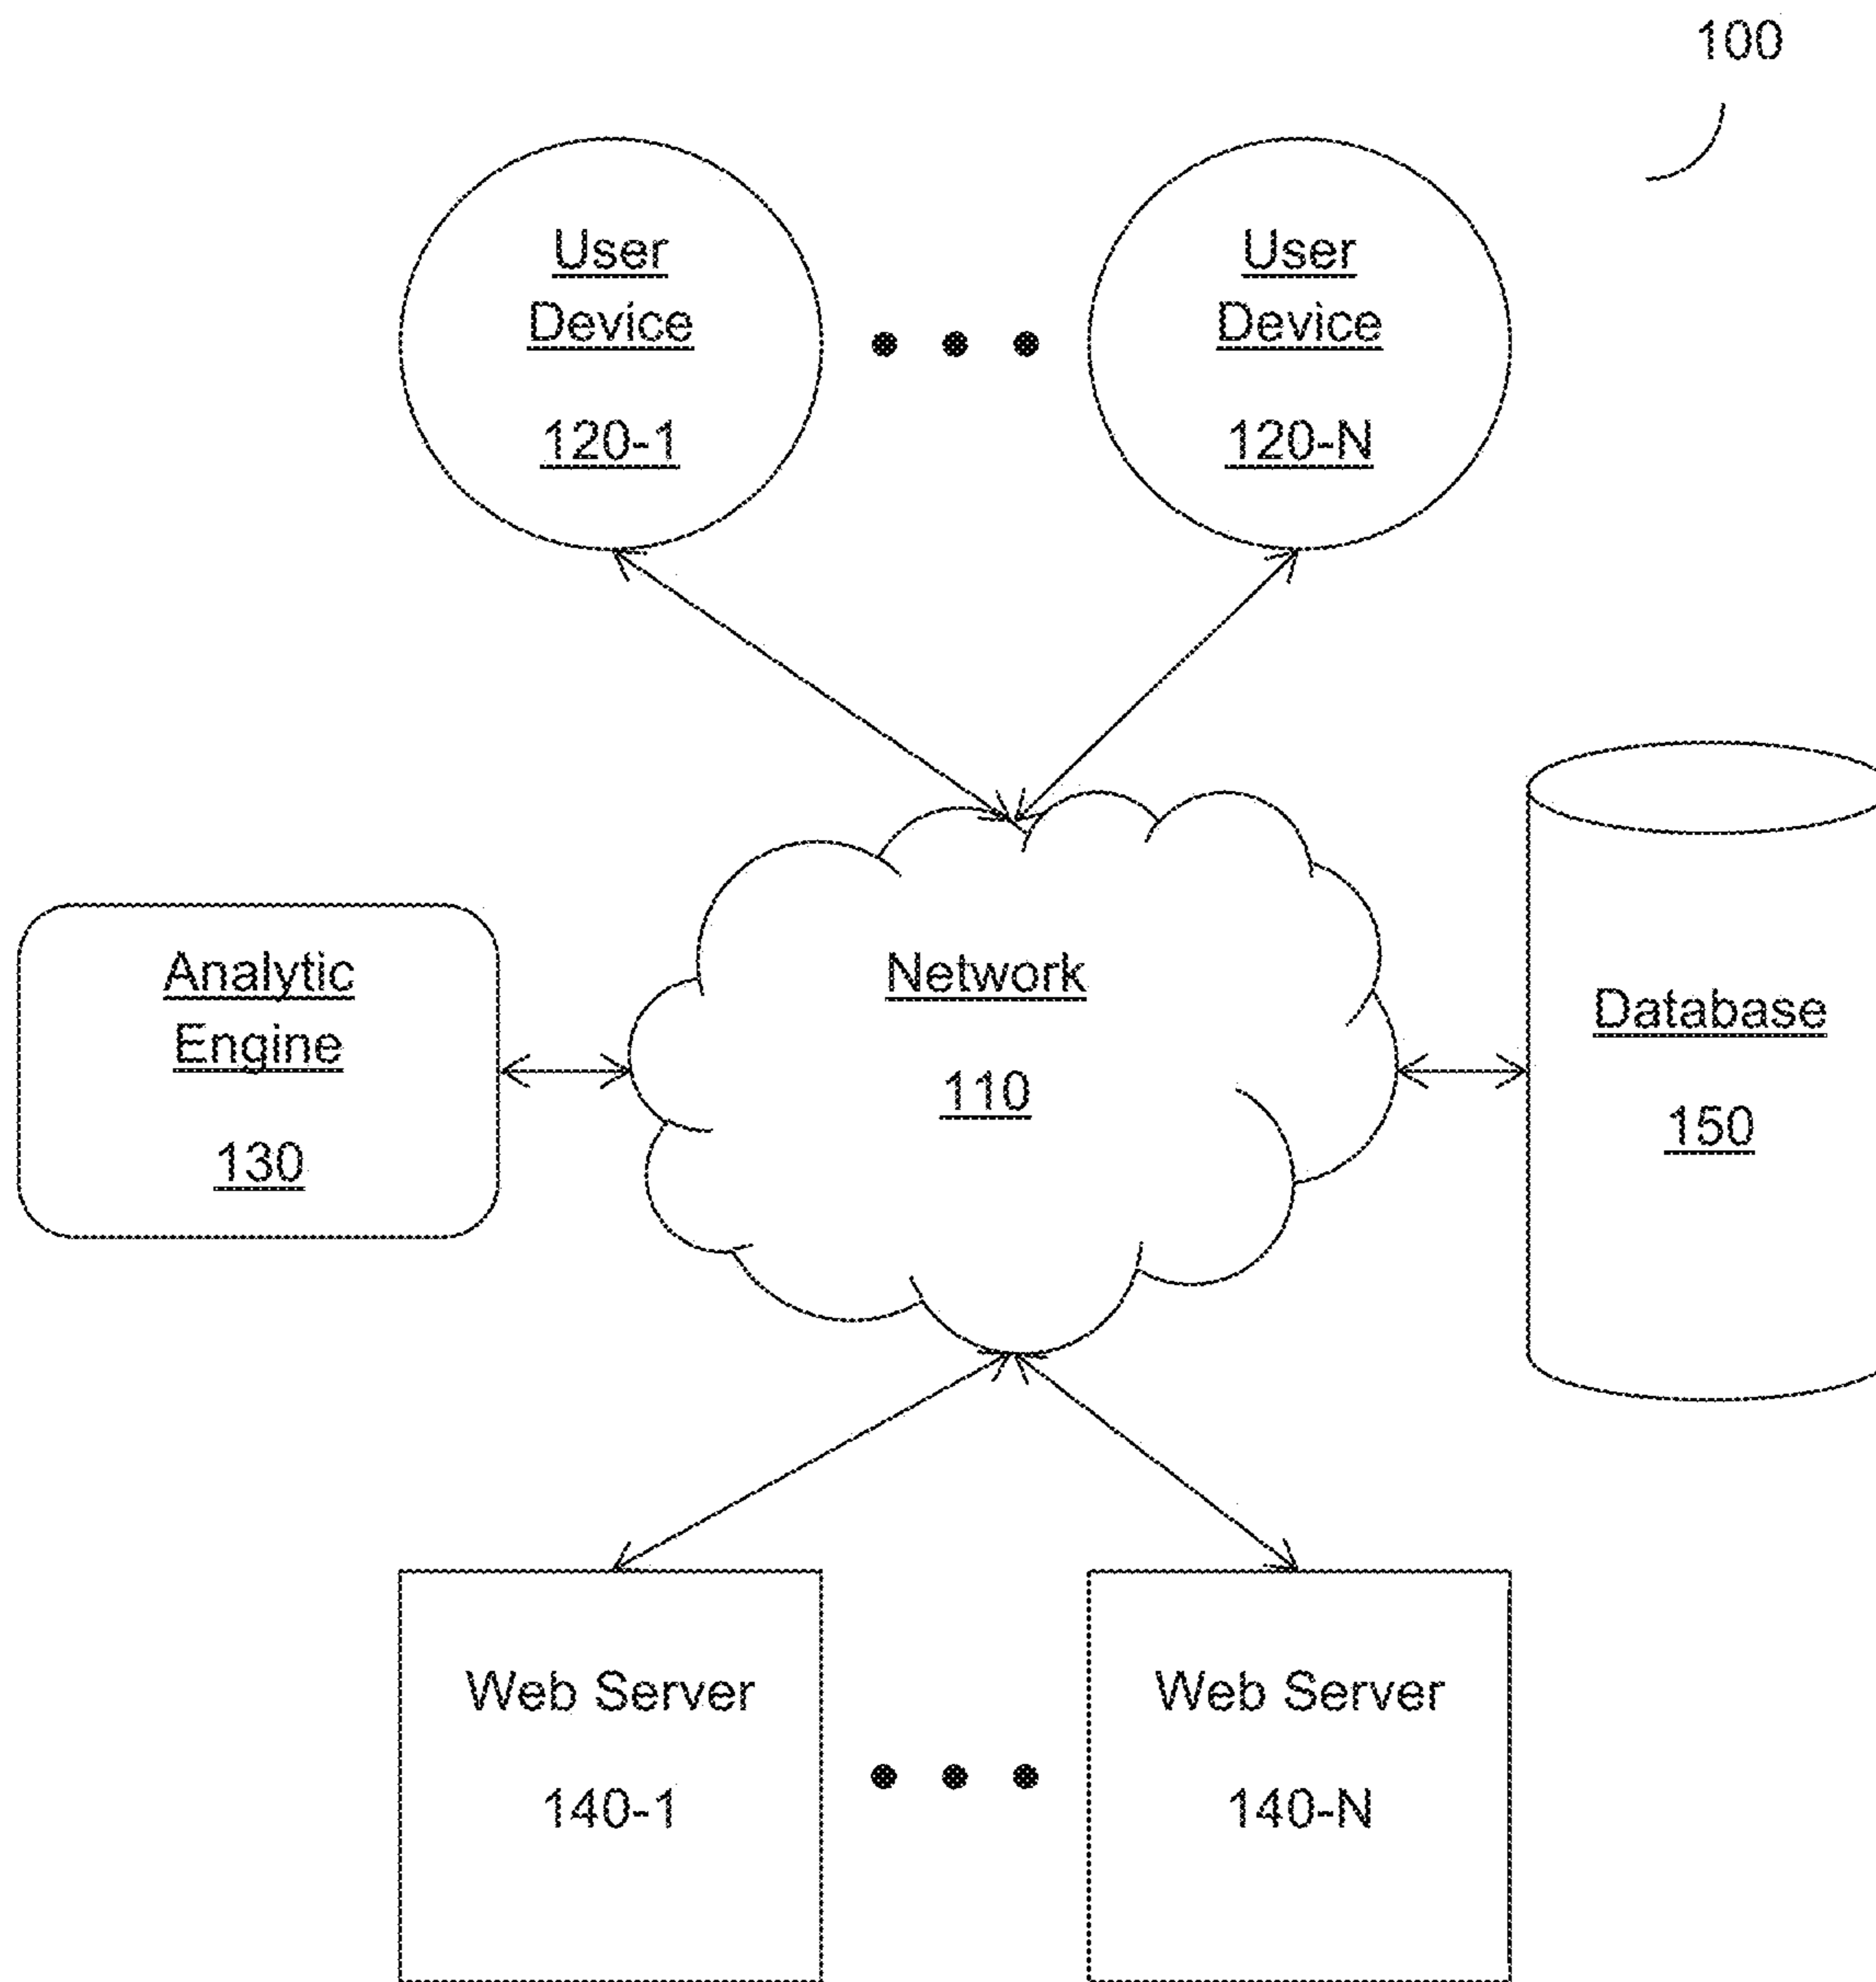 100
User
Device
120-1
User
Device
120-N
Analytic
Engine
130
Network
110
Database
150
Web Server
140-1
Web Server
140-N